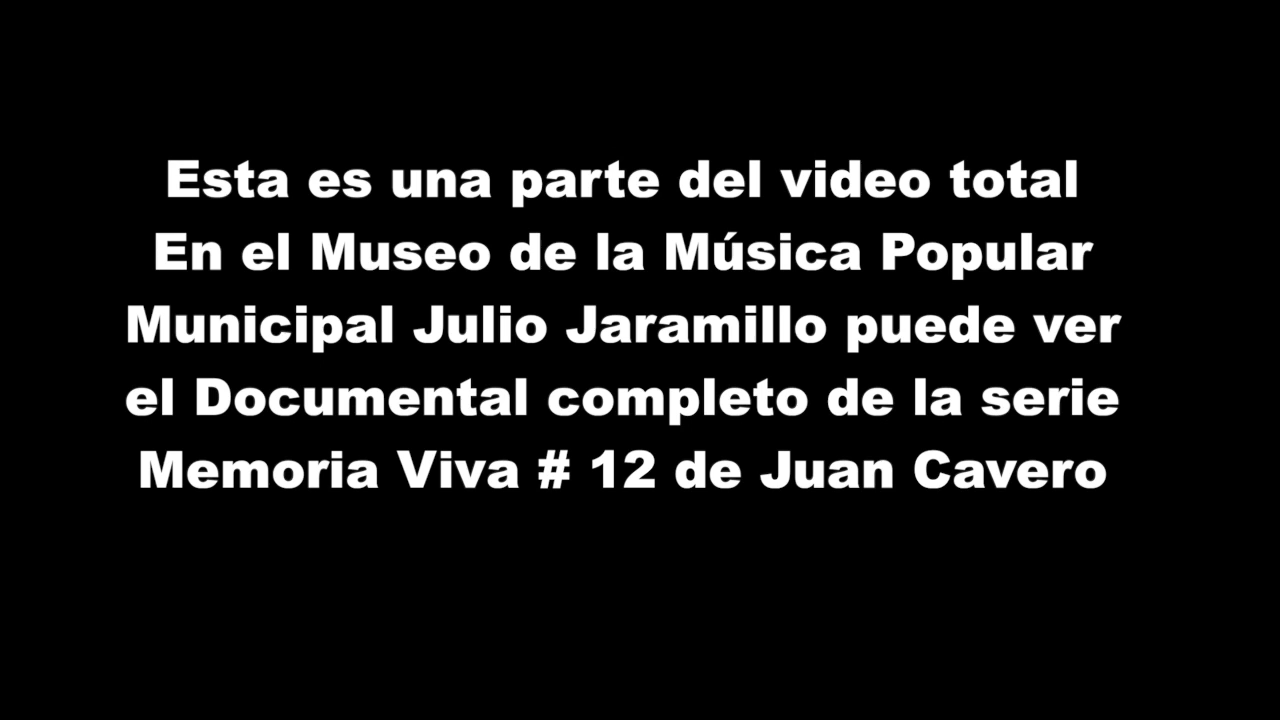 Esta es una parte del video total
En el Museo de la Música Popular
Municipal Julio Jaramillo puede ver
el Documental completo de la serie
Memoria Viva # 12 de Juan Cavero